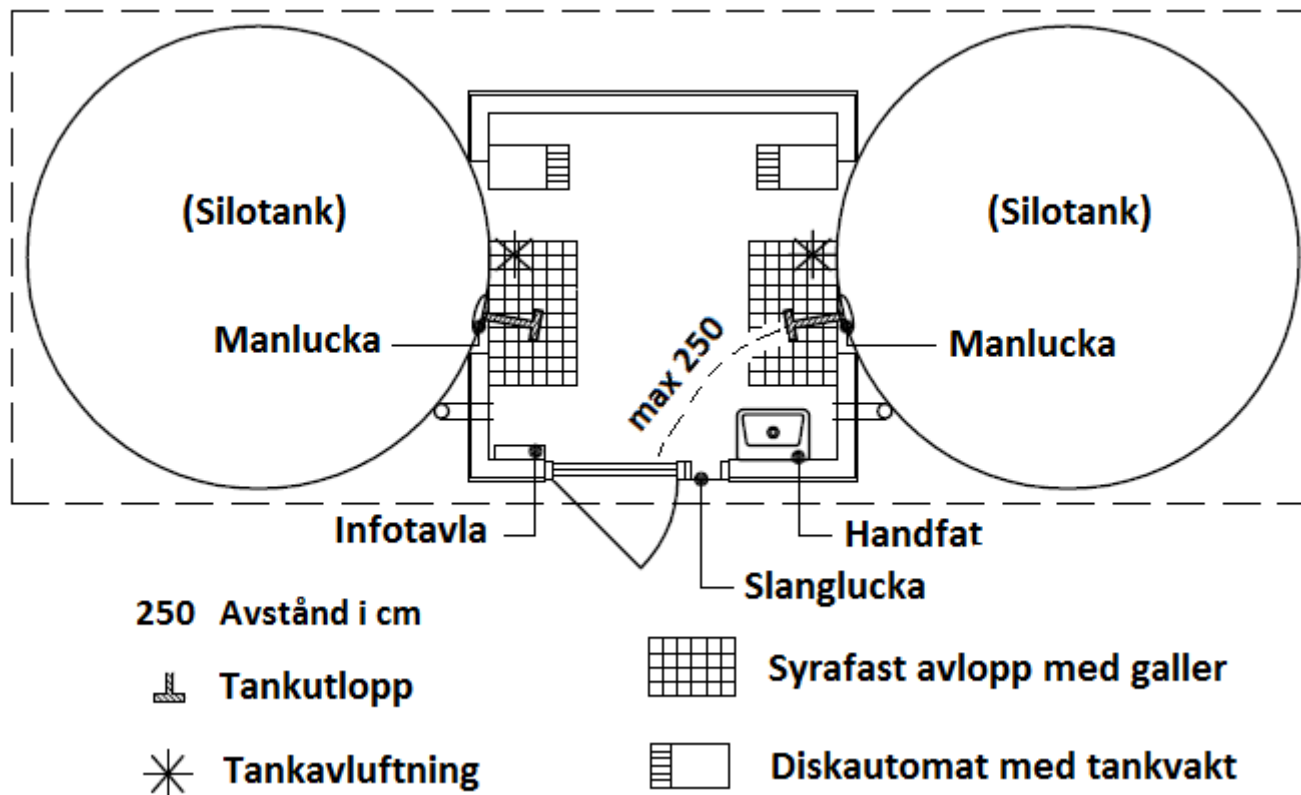 (Silotank)
(Silotank)
Manlucka
max 250
Manlucka
Infotavla
Handfat
Slanglucka
250 Avstånd i cm
Tankutlopp
Syrafast avlopp med galler
Tankavluftning
Diskautomat med tankvakt